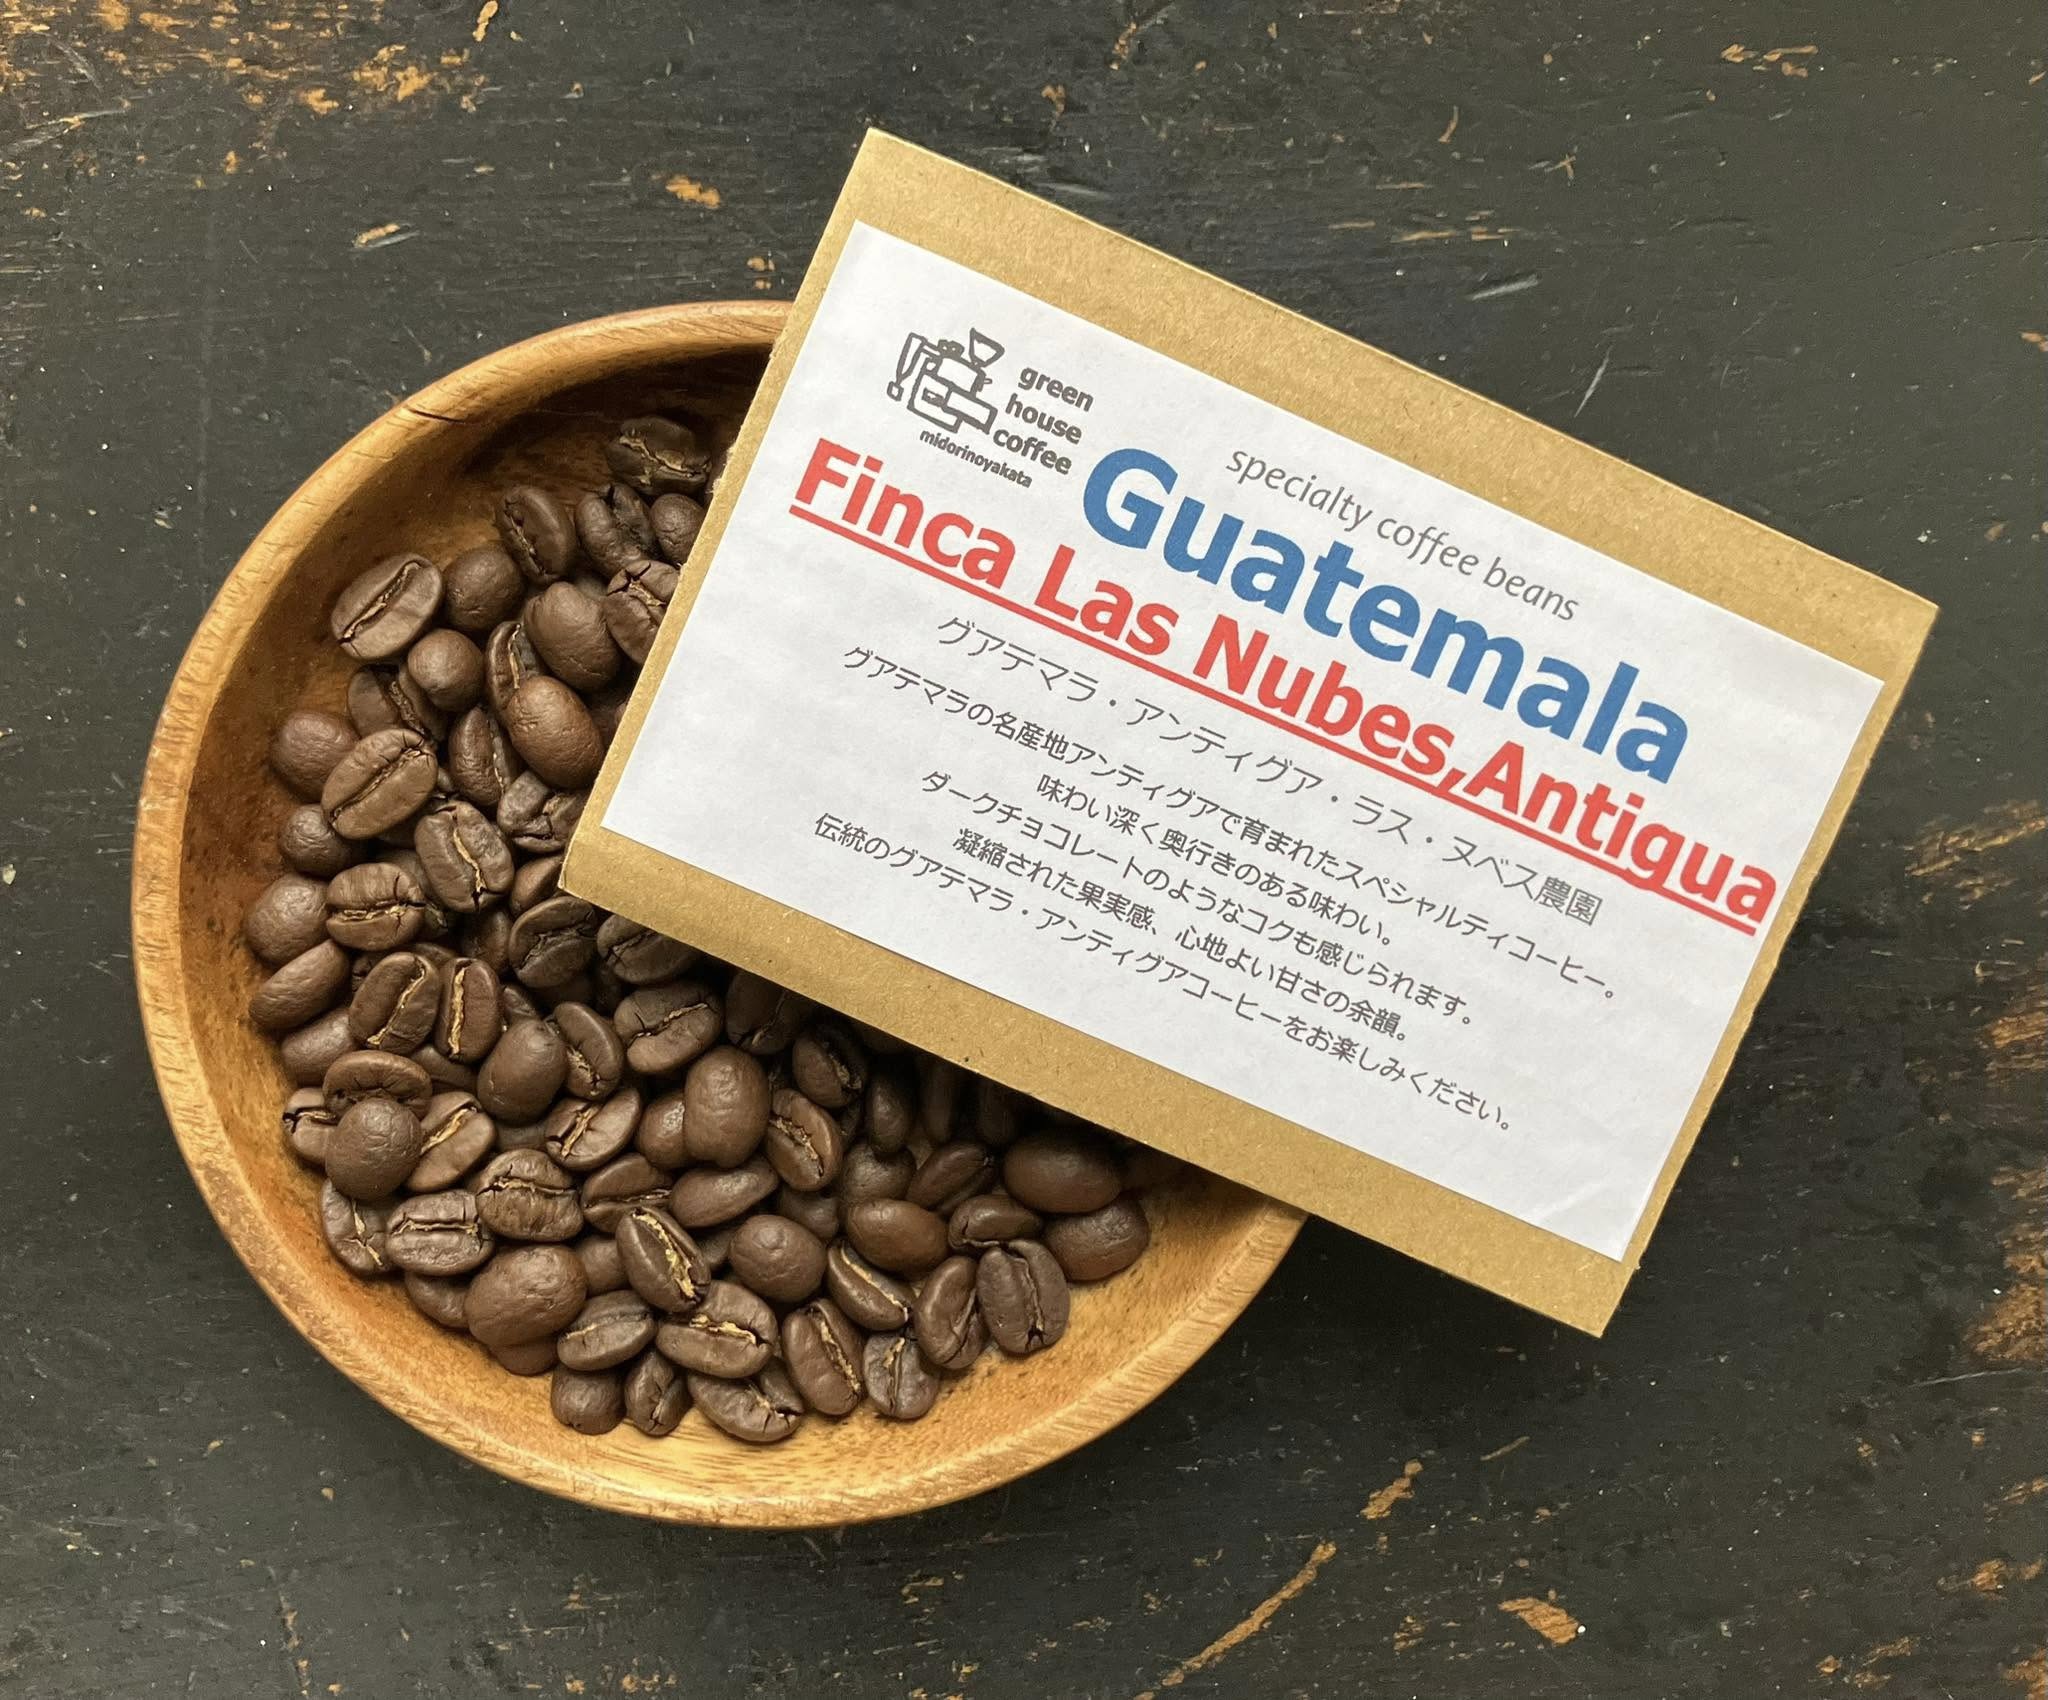 green
house
coffee
midorinoyakata
specialty coffee beans
Guatemala
Finca Las Nubes,Antigua
グアテマラ・アンティグア・ラス・ヌベス農園
グアテマラの名産地アンティグアで育まれたスペシャルティコーヒー。
味わい深く奥行きのある味わい。
ダークチョコレートのようなコクも感じられます。
凝縮された果実感、心地よい甘さの余韻。
伝統のグアテマラ・アンティグアコーヒーをお楽しみください。